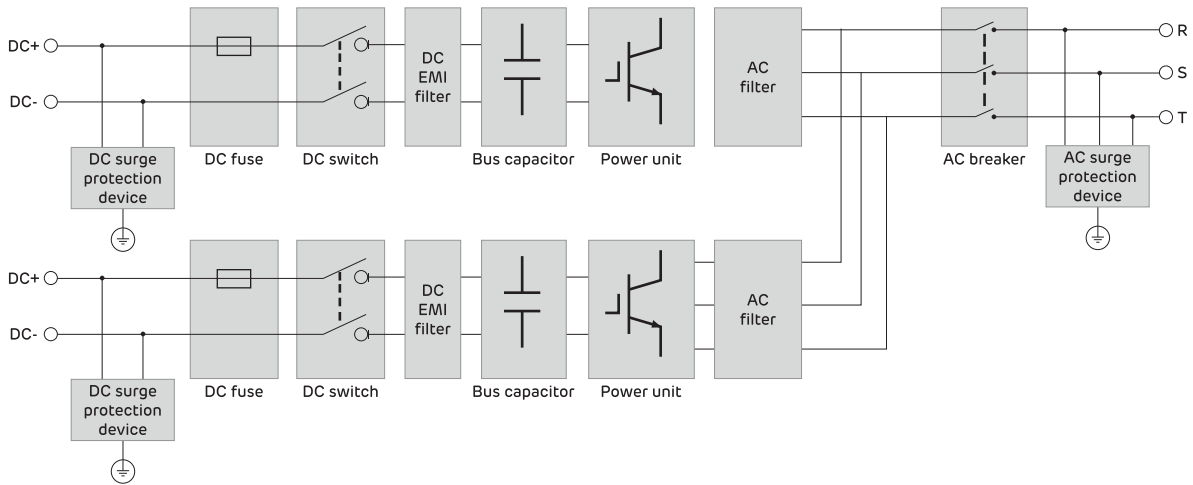 DC+
DC-
DC surge
protection
device
DC fuse
DC switch
DC
EMI
filter
Bus capacitor
Power unit
AC
filter
AC breaker
R
S
T
AC surge
protection
device
DC+
DC-
DC surge
protection
device
DC fuse
DC switch
DC
EMI
filter
Bus capacitor
Power unit
AC
filter